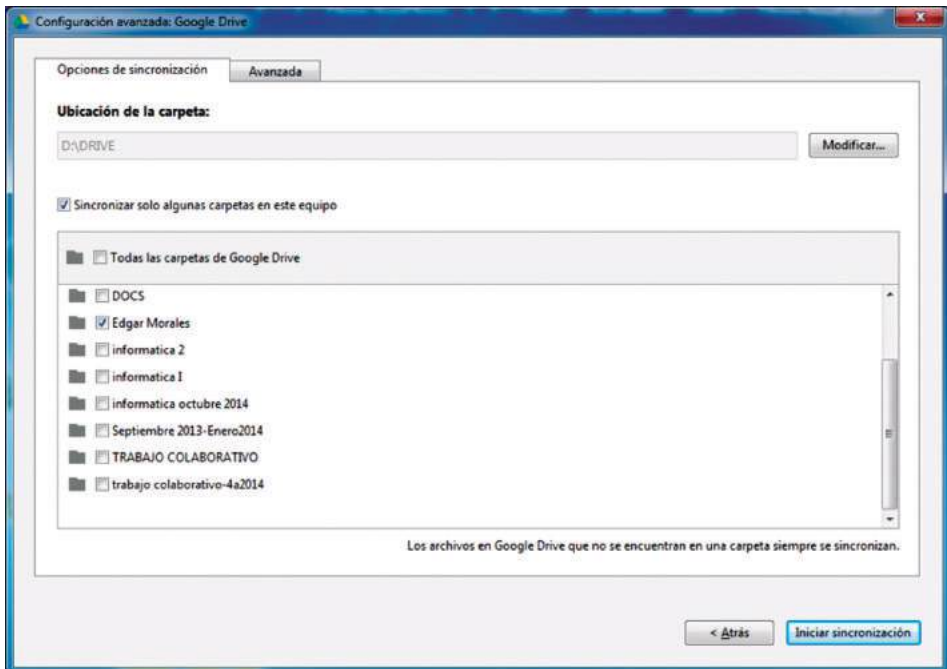 Configuración avanzada: Google Drive
Opciones de sincronización Avanzada
Ubicación de la carpeta:
D:\DRIVE Modificar...
Sincronizar solo algunas carpetas en este equipo
Todas las carpetas de Google Drive
DOCS
Edgar Morales
informatica 2
informatica I
informatica octubre 2014
Septiembre 2013-Enero2014
TRABAJO COLABORATIVO
trabajo colaborativo-4a2014
Los archivos en Google Drive que no se encuentran en una carpeta siempre se sincronizan.
< Atrás Iniciar sincronización